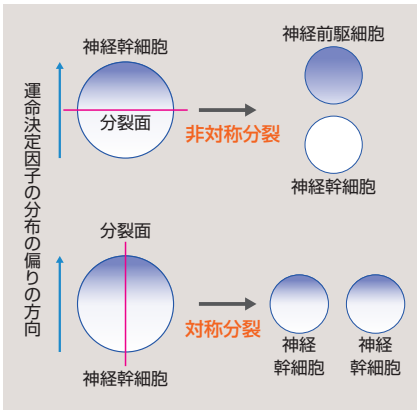 運命決定因子の分布の偏りの方向
神経幹細胞
分裂面
非対称分裂
神経前駆細胞
神経幹細胞
分裂面
神経幹細胞
対称分裂
神経
幹細胞
神経
幹細胞